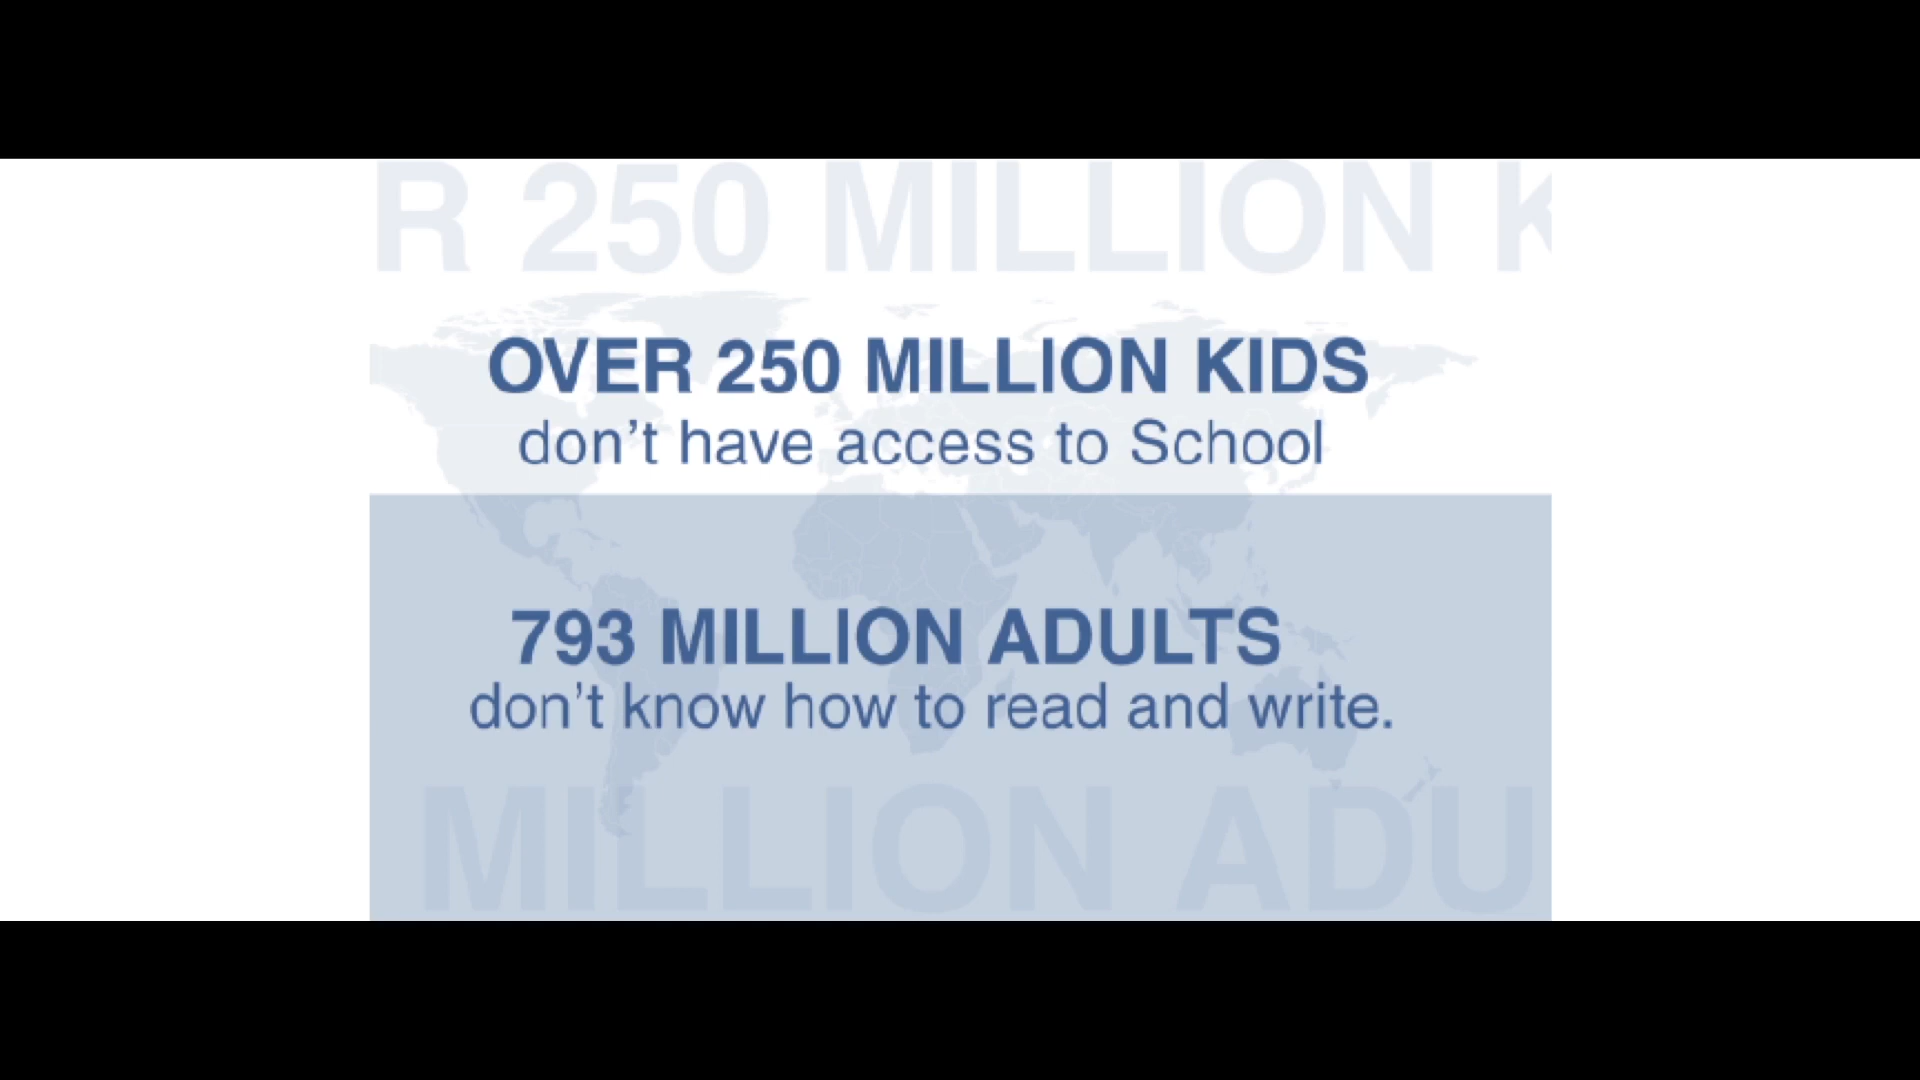 R 250 MILLION K
OVER 250 MILLION KIDS
don't have access to School
793 MILLION ADULTS
don't know how to read and write.
MILLION ADU